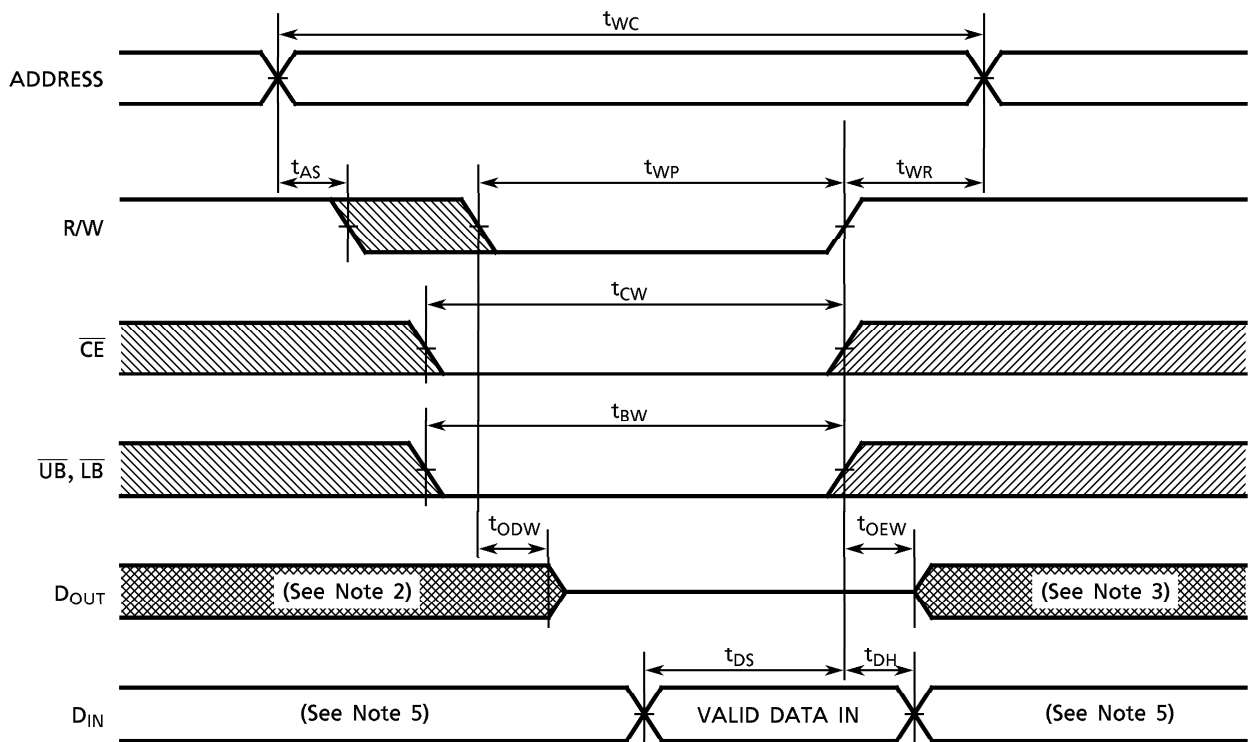 tWC
ADDRESS
tAS
tWP
tWR
R/W
tCW
CE
tBW
UB, LB
tODW
tOEW
DOUT
(See Note 2)
(See Note 3)
tDS
tDH
DIN
(See Note 5)
VALID DATA IN
(See Note 5)